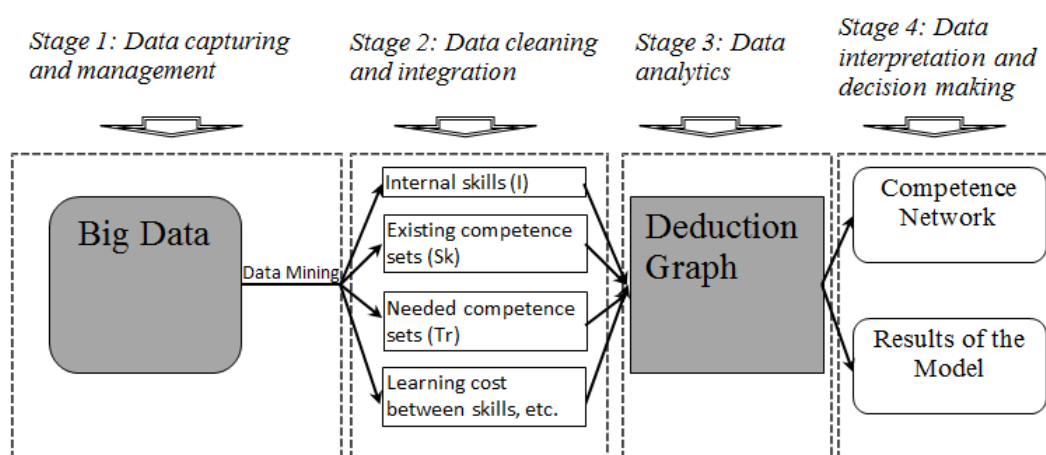 Stage 1: Data capturing
and management
Stage 2: Data cleaning
and integration
Stage 3: Data
analytics
Stage 4: Data
interpretation and
decision making
Big Data
Data Mining
Internal skills (I)
Existing competence
sets (Sk)
Needed competence
sets (Tr)
Learning cost
between skills, etc.
Deduction
Graph
Competence
Network
Results of the
Model